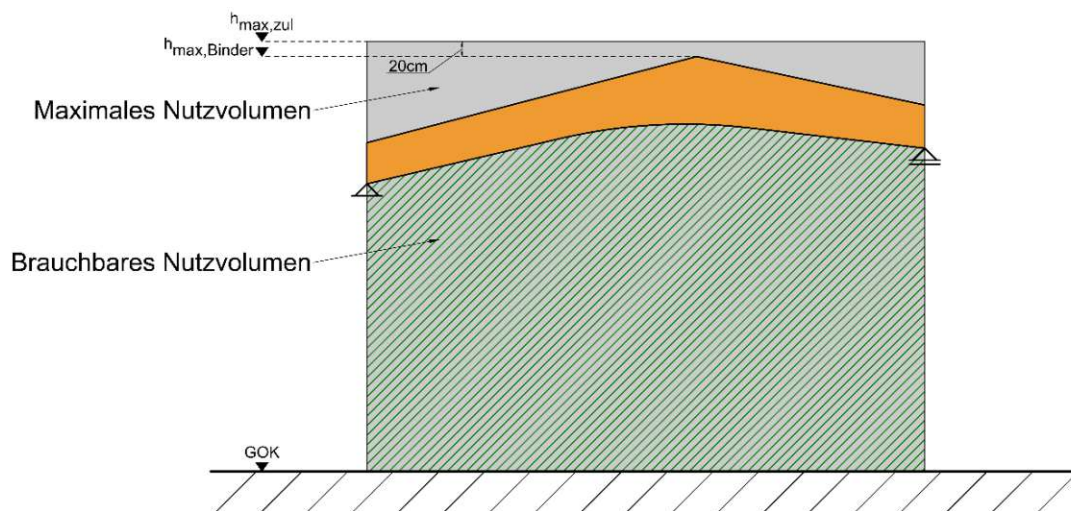 hmax,zul
hmax,Binder
20cm
Maximales Nutzvolumen
Brauchbares Nutzvolumen
GOK